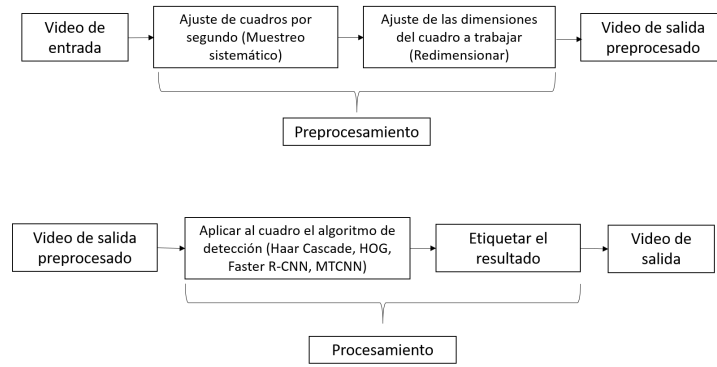 Video de
entrada
Ajuste de cuadros por
segundo (Muestreo
sistemático)
Ajuste de las dimensiones
del cuadro a trabajar
(Redimensionar)
Video de salida
preprocesado
Preprocesamiento
Video de salida
preprocesado
Aplicar al cuadro el algoritmo de
detección (Haar Cascade, HOG,
Faster R-CNN, MTCNN)
Etiquetar el
resultado
Video de
salida
Procesamiento